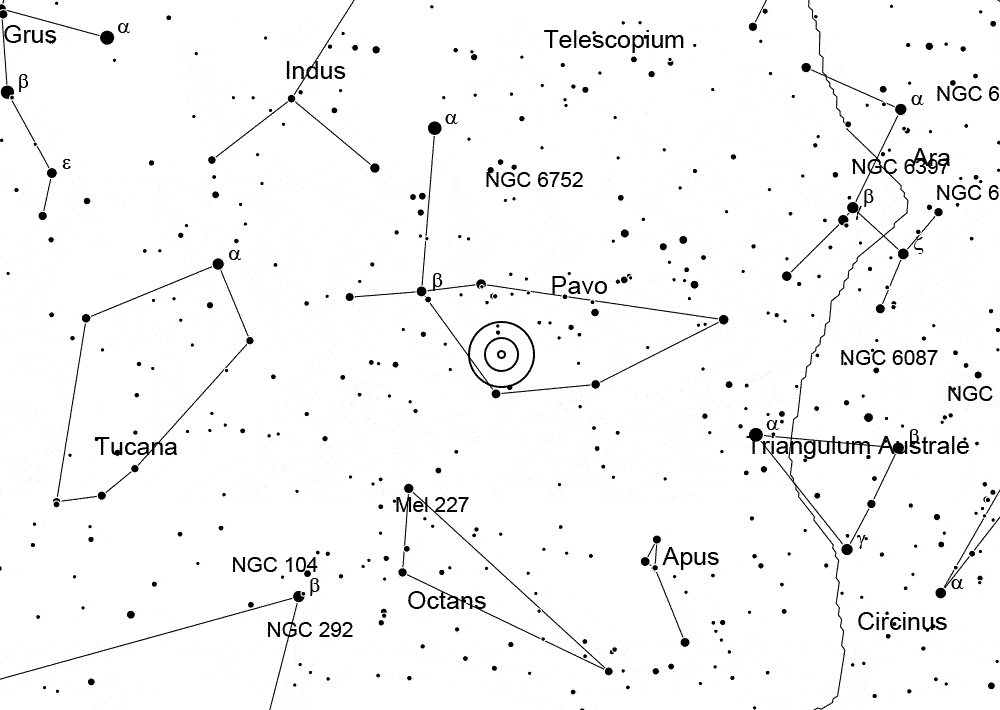 Grus
α
β
ε
Indus
Telescopium
α
NGC 6
α
Ara
NGC 6397
NGC 6752
NGC 6
β
γ
ζ
α
β
Pavo
NGC 6087
NGC
α
β
Triangulum Australe
Tucana
Mel 227
γ
NGC 104
Apus
β
α
Octans
Circinus
NGC 292